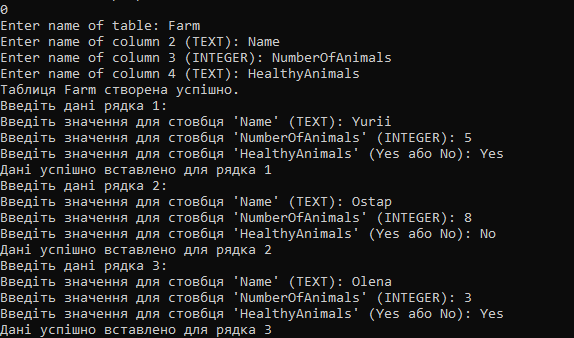 0
Enter name of table: Farm
Enter name of column 2 (TEXT): Name
Enter name of column 3 (INTEGER): NumberOfAnimals
Enter name of column 4 (TEXT): HealthyAnimals
Таблиця Farm створена успішно.
Введіть дані рядка 1:
Введіть значення для стовбця 'Name' (TEXT): Yurii
Введіть значення для стовбця 'NumberOfAnimals' (INTEGER): 5
Введіть значення для стовбця 'HealthyAnimals' (Yes або No): Yes
Дані успішно вставлено для рядка 1
Введіть дані рядка 2:
Введіть значення для стовбця 'Name' (TEXT): Ostap
Введіть значення для стовбця 'NumberOfAnimals' (INTEGER): 8
Введіть значення для стовбця 'HealthyAnimals' (Yes або No): No
Дані успішно вставлено для рядка 2
Введіть дані рядка 3:
Введіть значення для стовбця 'Name' (TEXT): Olena
Введіть значення для стовбця 'NumberOfAnimals' (INTEGER): 3
Введіть значення для стовбця 'HealthyAnimals' (Yes або No): Yes
Дані успішно вставлено для рядка 3